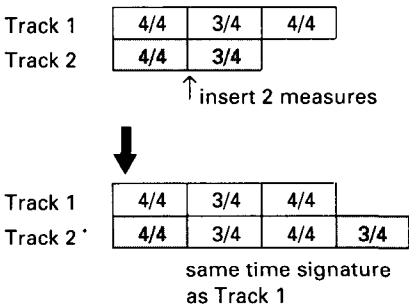 Track 1 4/4 3/4 4/4
Track 2 4/4 3/4
insert 2 measures
Track 1 4/4 3/4 4/4
Track 2 4/4 3/4 4/4 3/4
same time signature
as Track 1